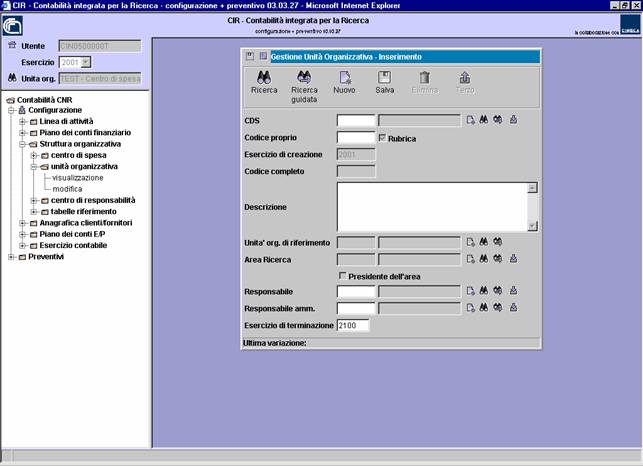 CIR - Contabilità integrata per la Ricerca - configurazione + preventivo 03.03.27 - Microsoft Internet Explorer
CIR - Contabilità integrata per la Ricerca
configurazione + preventivo 03.03.27
in collaborazione con CINECA
Utente CIN0500000T
Esercizio 2001
Unita org. TEST - Centro di spesa
Contabilità CNR
Configurazione
Linea di attività
Piano dei conti finanziario
Struttura organizzativa
centro di spesa
unità organizzativa
visualizzazione
modifica
centro di responsabilità
tabelle riferimento
Anagrafica clienti/fornitori
Piano dei conti E/P
Esercizio contabile
Preventivi
Gestione Unità Organizzativa - Inserimento
Ricerca Ricerca guidata Nuovo Salva Elimina Terzo
CDS
Codice proprio Rubrica
Esercizio di creazione 2001
Codice completo
Descrizione
Unita' org. di riferimento
Area Ricerca
Presidente dell'area
Responsabile
Responsabile amm.
Esercizio di terminazione 2100
Ultima variazione: